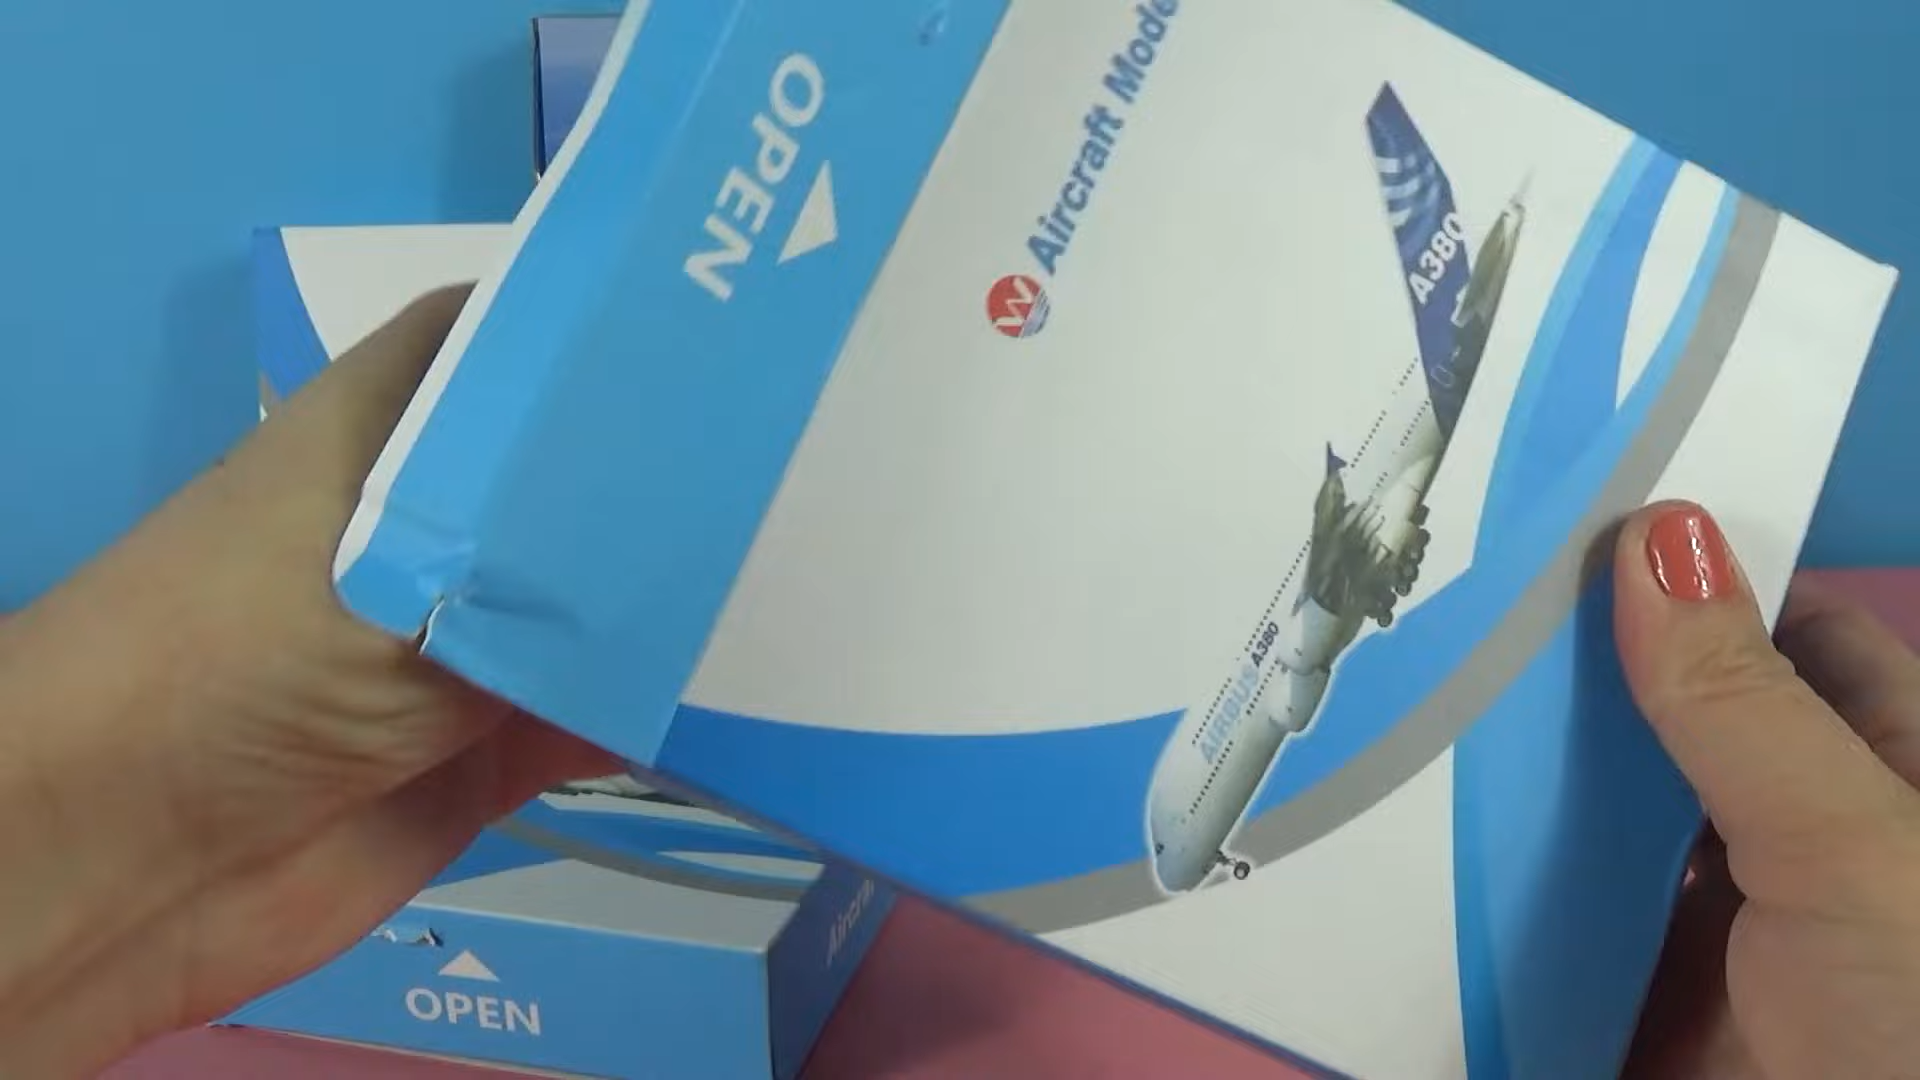 OPEN
W Aircraft Mode
A380
AIRBUS A380
Aircra
OPEN